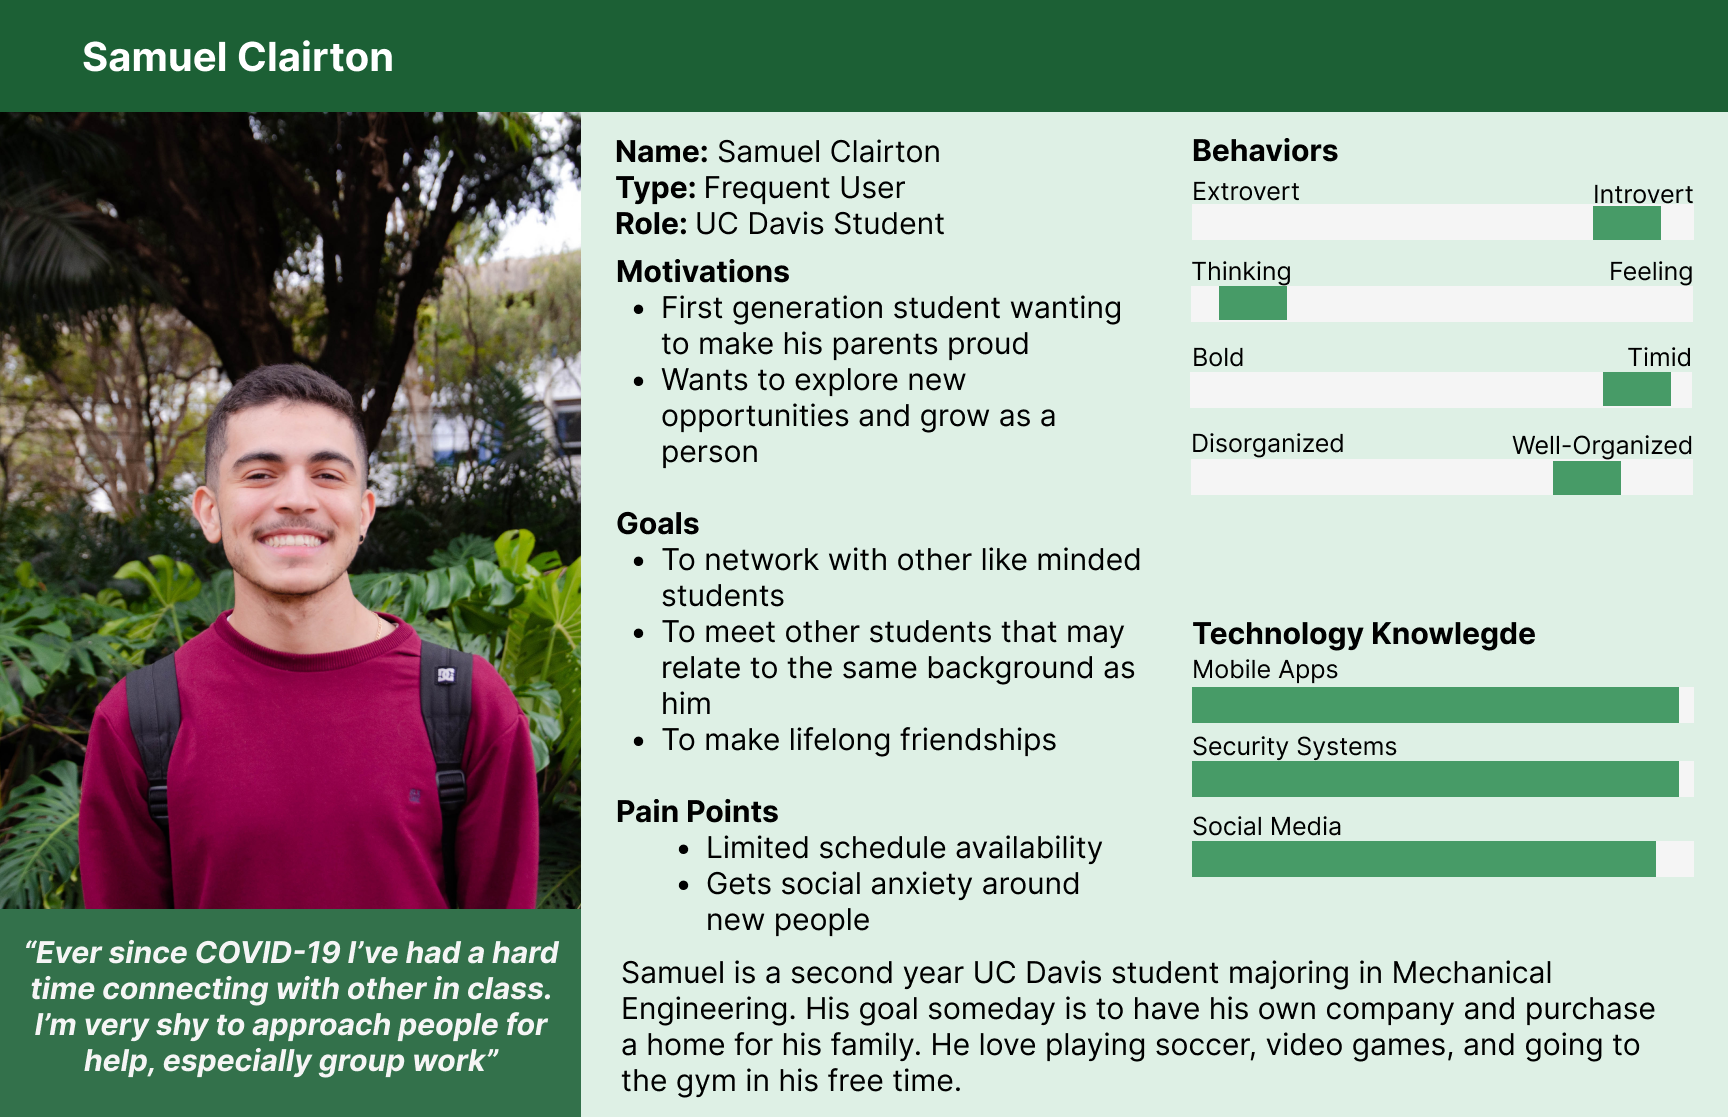 Samuel Clairton
Name: Samuel Clairton
Type: Frequent User
Role: UC Davis Student
Motivations
• First generation student wanting
to make his parents proud
• Wants to explore new
opportunities and grow as a
person
Goals
• To network with other like minded
students
• To meet other students that may
relate to the same background as
him
• To make lifelong friendships
Pain Points
• Limited schedule availability
• Gets social anxiety around
new people
Behaviors
Extrovert Introvert
Thinking Feeling
Bold Timid
Disorganized Well-Organized
Technology Knowlegde
Mobile Apps
Security Systems
Social Media
“Ever since COVID-19 I’ve had a hard
time connecting with other in class.
I’m very shy to approach people for
help, especially group work”
Samuel is a second year UC Davis student majoring in Mechanical
Engineering. His goal someday is to have his own company and purchase
a home for his family. He love playing soccer, video games, and going to
the gym in his free time.